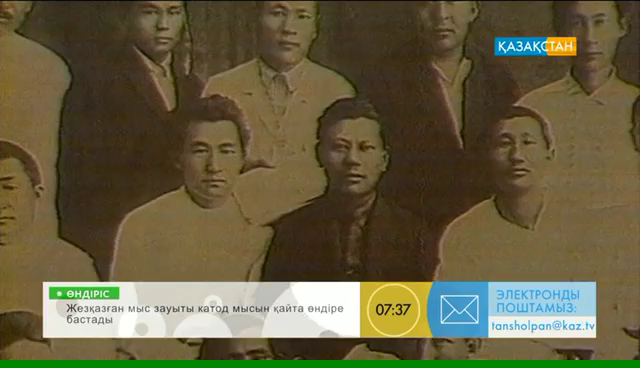 ҚАЗАҚСТАН
ӨНДІРІС
Жезқазған мыс зауыты катод мысын қайта өндіре
бастады
07:37
ЭЛЕКТРОНДЫ
ПОШТАМЫЗ:
tansholpan@kaz.tv